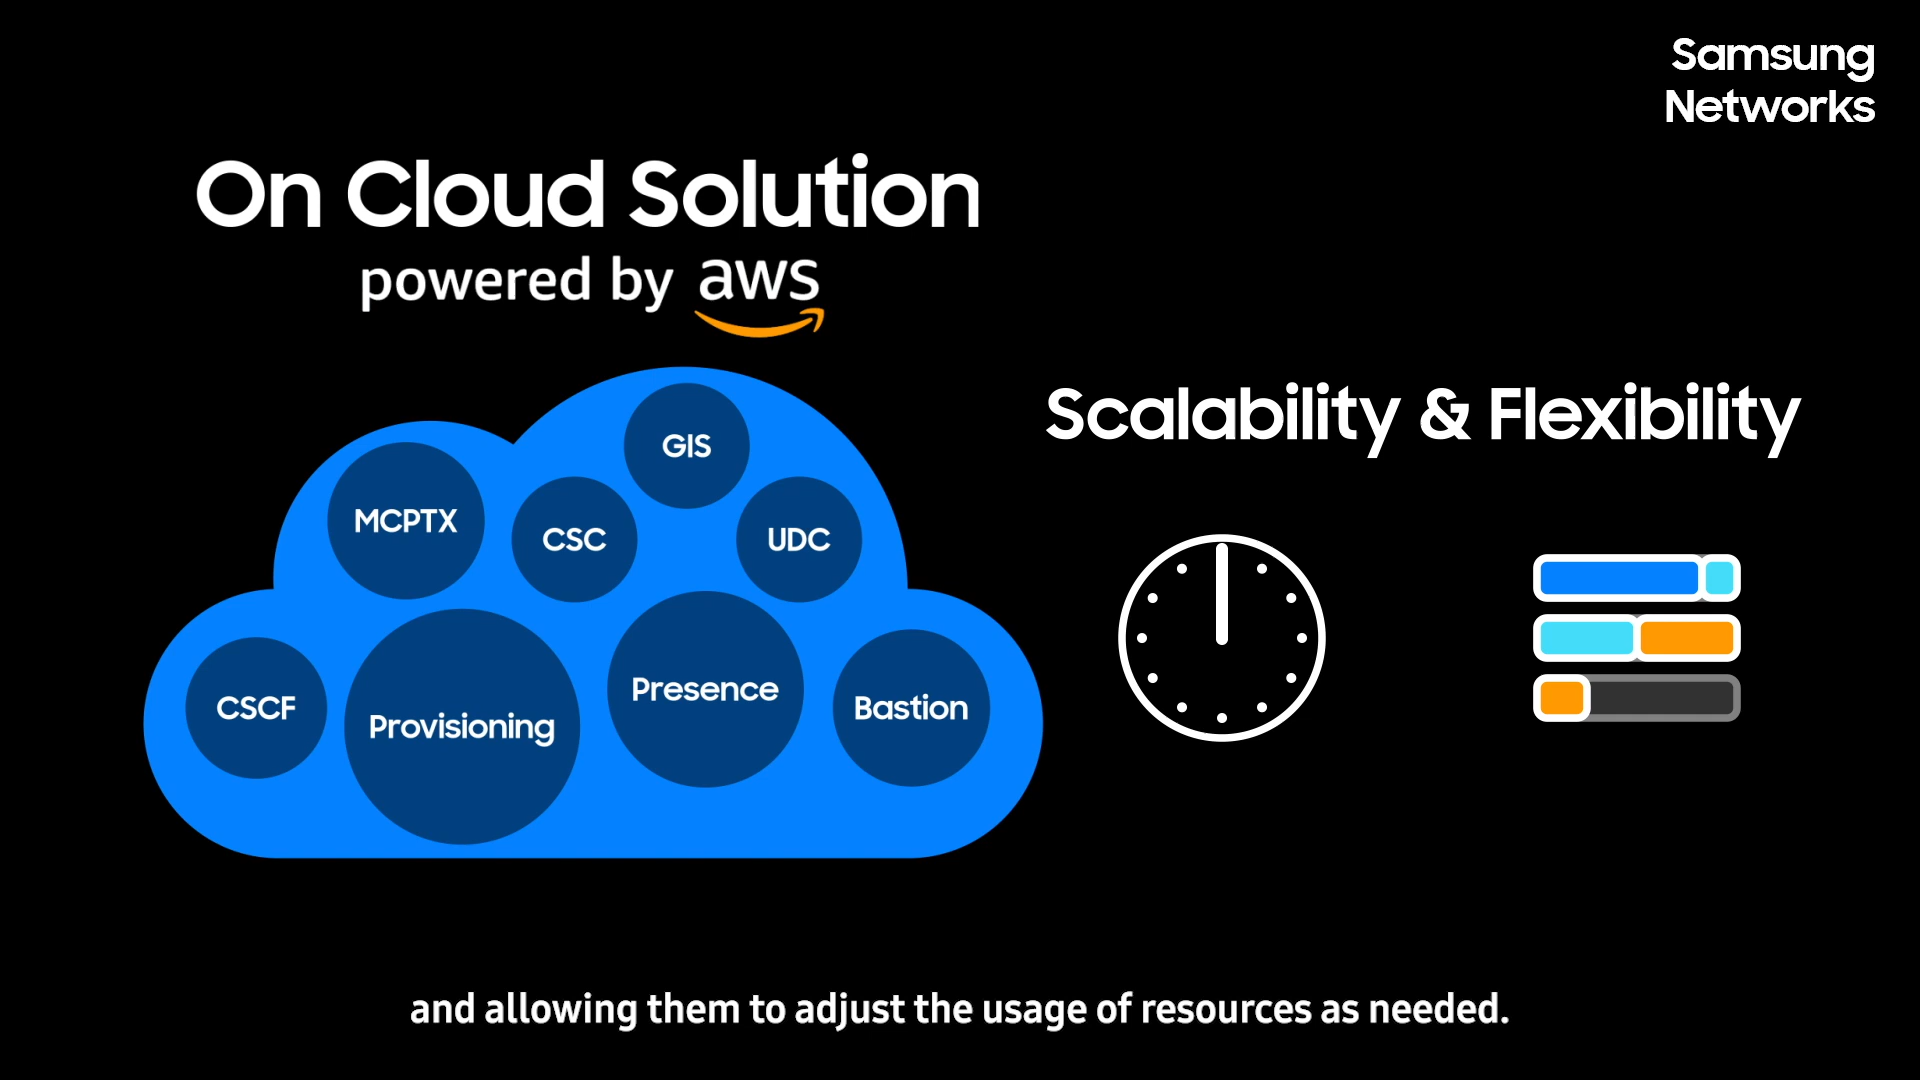 Samsung
Networks
On Cloud Solution
powered by aws
Scalability & Flexibility
GIS
MCPTX
CSC
UDC
CSCF
Provisioning
Presence
Bastion
and allowing them to adjust the usage of resources as needed.